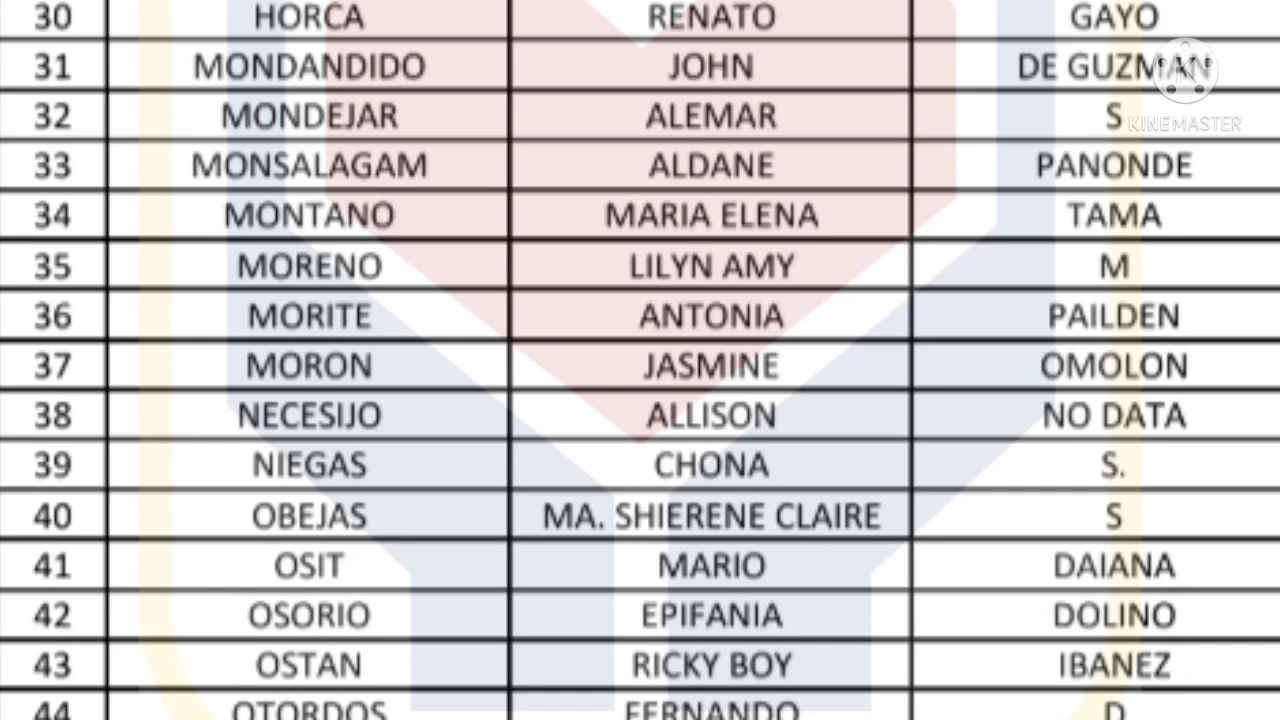 30 HORCA RENATO GAYO
31 MONDANDIDO JOHN DE GUZMAN
32 MONDEJAR ALEMAR S
KINEMASTER
33 MONSALAGAM ALDANE PANONDE
34 MONTANO MARIA ELENA TAMA
35 MORENO LILYN AMY M
36 MORITE ANTONIA PAILDEN
37 MORON JASMINE OMOLON
38 NECESIJO ALLISON NO DATA
39 NIEGAS CHONA S.
40 OBEJAS MA. SHIERENE CLAIRE S
41 OSIT MARIO DAIANA
42 OSORIO EPIFANIA DOLINO
43 OSTAN RICKY BOY IBANEZ
44 OTORDOS FERNANDO D